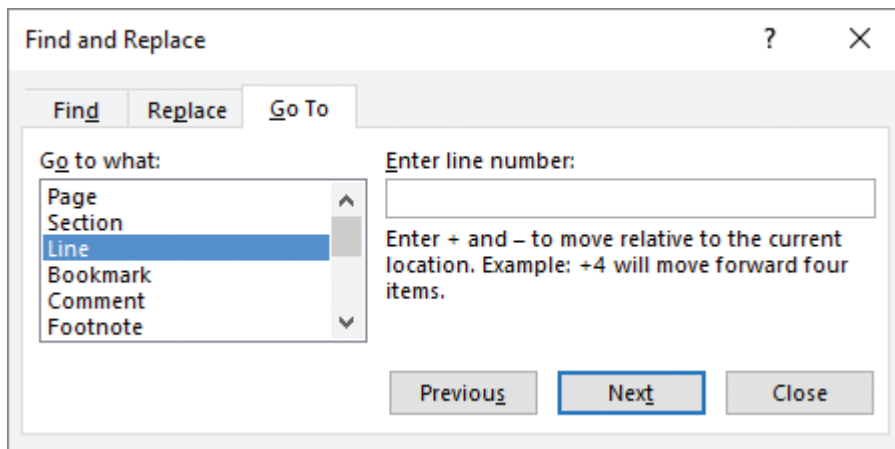 Find and Replace ?
Find Replace Go To
Go to what:
Page
Section
Line
Bookmark
Comment
Footnote
Enter line number:
Enter + and – to move relative to the current
location. Example: +4 will move forward four
items.
Previous Next Close